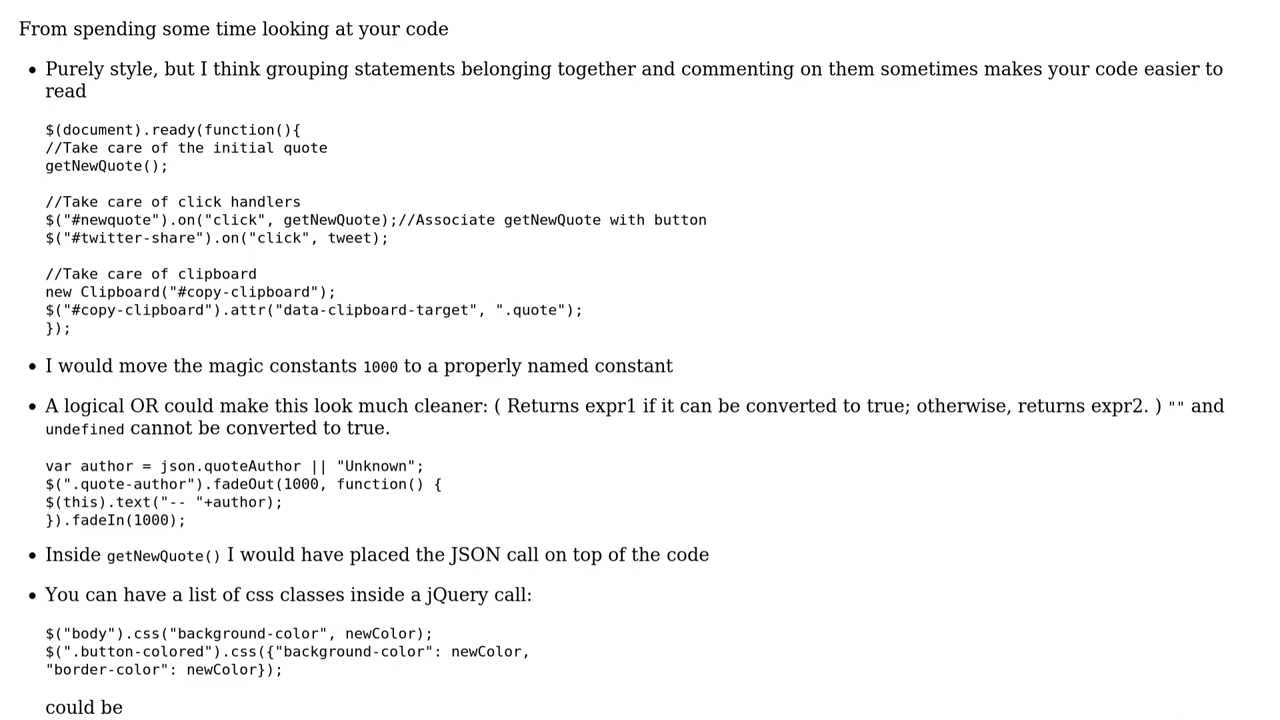 From spending some time looking at your code
• Purely style, but I think grouping statements belonging together and commenting on them sometimes makes your code easier to
read
$(document).ready(function(){
//Take care of the initial quote
getNewQuote();
//Take care of click handlers
$("#newquote").on("click", getNewQuote);//Associate getNewQuote with button
$("#twitter-share").on("click", tweet);
//Take care of clipboard
new Clipboard("#copy-clipboard");
$("#copy-clipboard").attr("data-clipboard-target", ".quote");
});
• I would move the magic constants 1000 to a properly named constant
• A logical OR could make this look much cleaner: ( Returns expr1 if it can be converted to true; otherwise, returns expr2. ) "" and
undefined cannot be converted to true.
var author = json.quoteAuthor || "Unknown";
$(".quote-author").fadeOut(1000, function() {
$(this).text("-- "+author);
}).fadeIn(1000);
• Inside getNewQuote() I would have placed the JSON call on top of the code
• You can have a list of css classes inside a jQuery call:
$("body").css("background-color", newColor);
$(".button-colored").css({"background-color": newColor,
"border-color": newColor});
could be